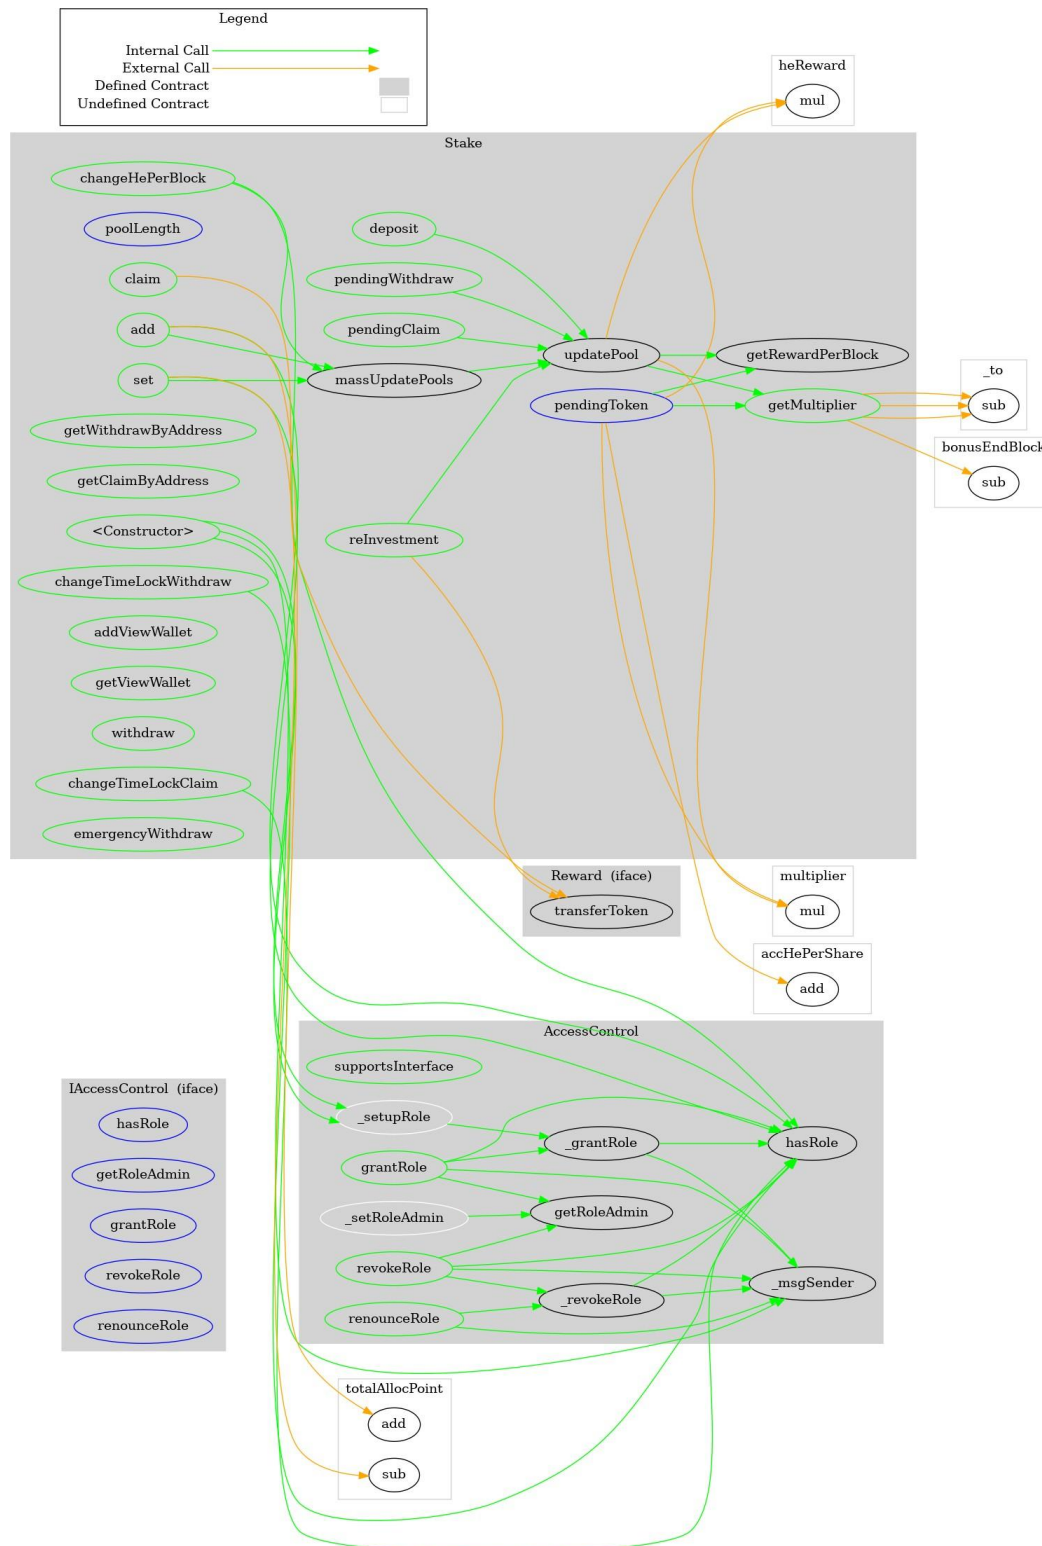 Legend
Internal Call
External Call
Defined Contract
Undefined Contract
heReward
mul
Stake
changeHePerBlock
poolLength
claim
add
set
getWithdrawByAddress
getClaimByAddress
<Constructor>
changeTimeLockWithdraw
addViewWallet
getViewWallet
withdraw
changeTimeLockClaim
emergencyWithdraw
deposit
pendingWithdraw
pendingClaim
massUpdatePools
reInvestment
updatePool
pendingToken
getRewardPerBlock
getMultiplier
_to
sub
bonusEndBlock
sub
Reward (iface)
transferToken
multiplier
mul
accHePerShare
add
AccessControl
supportsInterface
_setupRole
grantRole
_setRoleAdmin
revokeRole
renounceRole
_grantRole
getRoleAdmin
_revokeRole
hasRole
_msgSender
IAccessControl (iface)
hasRole
getRoleAdmin
grantRole
revokeRole
renounceRole
totalAllocPoint
add
sub